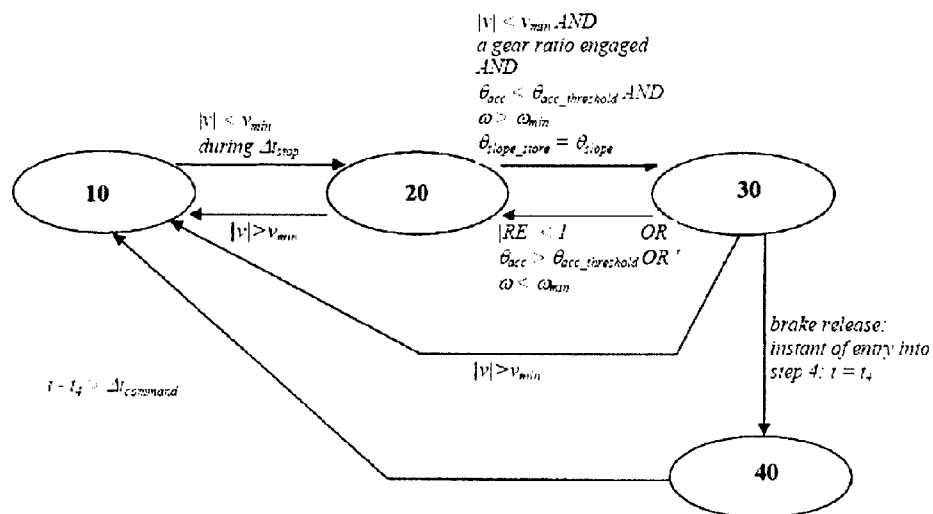 |v| < v_min AND
a gear ratio engaged
AND
θ_acc < θ_acc_threshold AND
ω > ω_min
θ_slope_store = θ_slope
|v| < v_min
during Δt_stop
10
20
30
|v|>v_min
|RE < 1 OR
θ_acc > θ_acc_threshold OR
ω < ω_min
brake release:
instant of entry into
step 4: t = t_4
|v|>v_min
t - t_4 > Δt_command
40